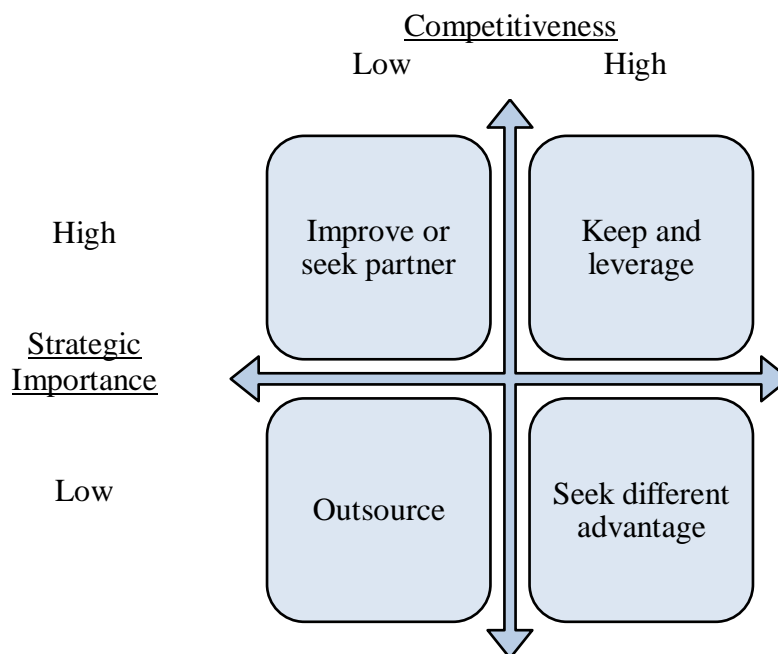 Competitiveness
Low High
High
Improve or
seek partner
Keep and
leverage
Strategic
Importance
Low
Outsource
Seek different
advantage